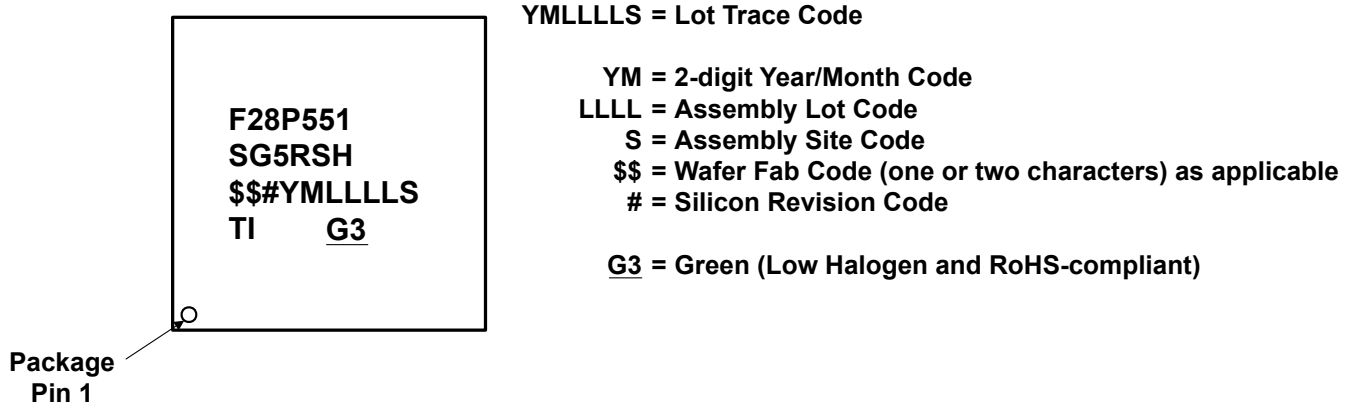 F28P551
SG5RSH
$$#YMLLLLS
TI G3
Package
Pin 1
YMLLLLS = Lot Trace Code
YM = 2-digit Year/Month Code
LLLL = Assembly Lot Code
S = Assembly Site Code
$$ = Wafer Fab Code (one or two characters) as applicable
# = Silicon Revision Code
G3 = Green (Low Halogen and RoHS-compliant)